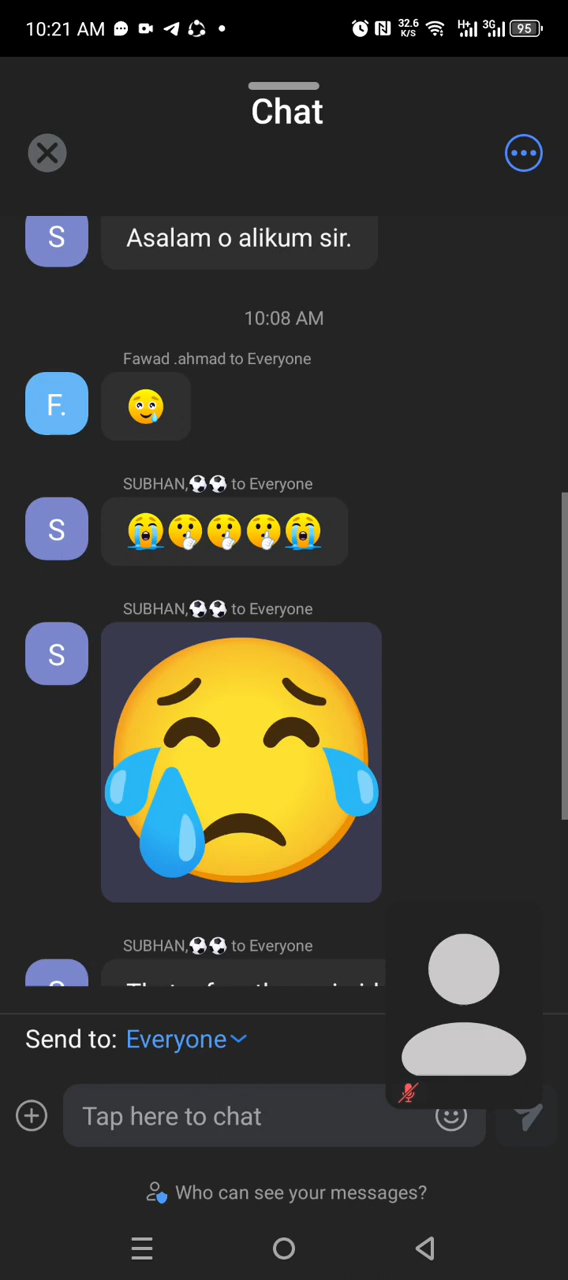 10:21 AM
32.6
K/S
H+
3G
95
Chat
S
Asalam o alikum sir.
10:08 AM
Fawad .ahmad to Everyone
F.
🥲
SUBHAN,⚽⚽ to Everyone
S
😭🤫🤫🤫😭
SUBHAN,⚽⚽ to Everyone
S
SUBHAN,⚽⚽ to Everyone
Send to: Everyone
Tap here to chat
Who can see your messages?